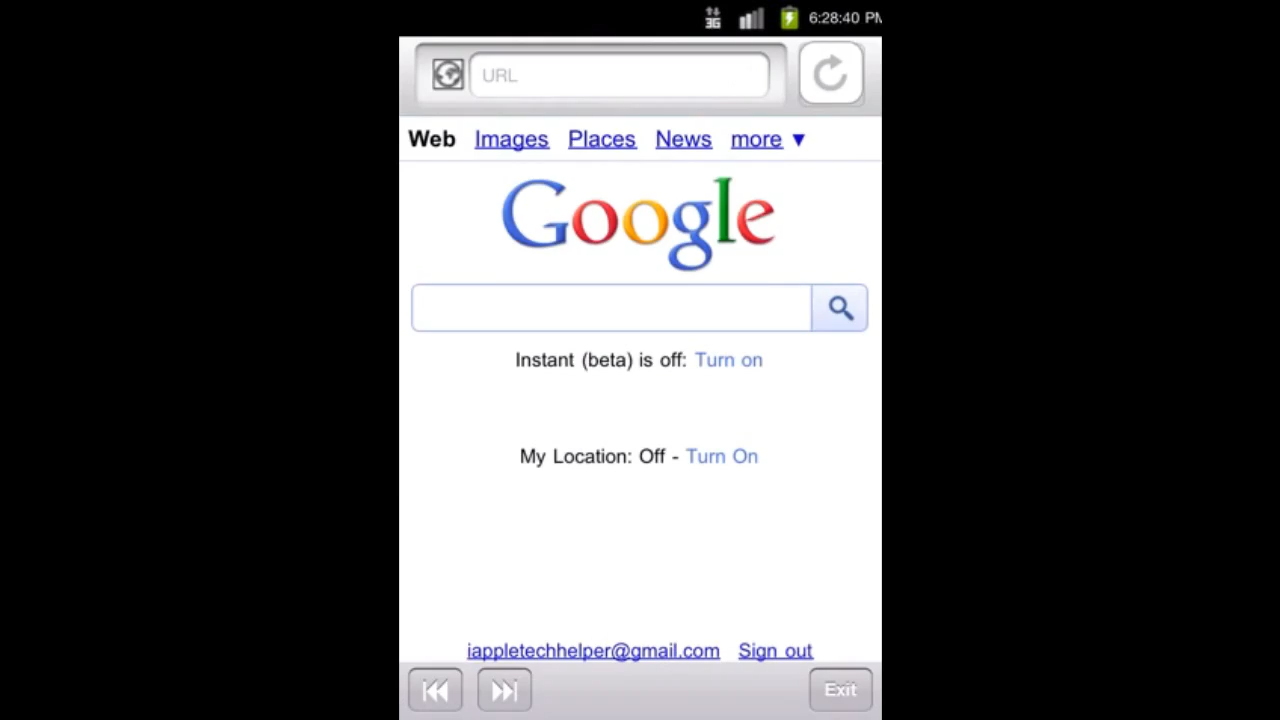 3G 6:28:40 PM
URL
Web Images Places News more ▼
Google
Instant (beta) is off: Turn on
My Location: Off - Turn On
iappletechhelper@gmail.com Sign out
Exit